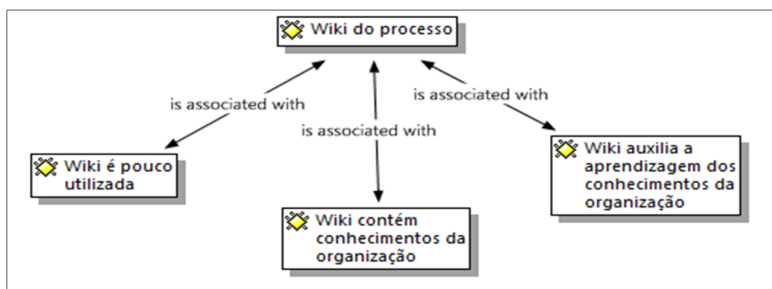 Wiki do processo
is associated with
is associated with
is associated with
Wiki é pouco
utilizada
Wiki contém
conhecimentos da
organização
Wiki auxilia a
aprendizagem dos
conhecimentos da
organização